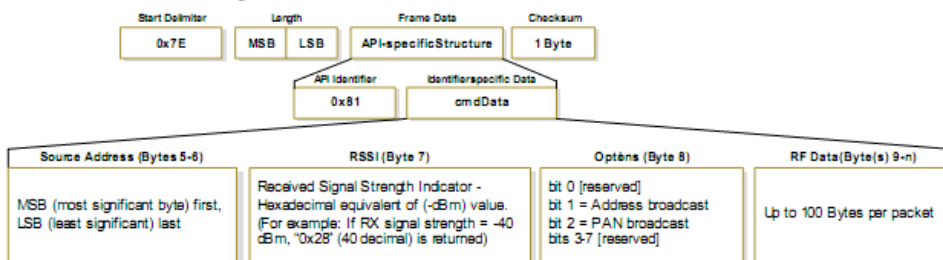 Start Delimiter Length Frame Data Checksum
0x7E MSB LSB API-specificStructure 1 Byte
API Identifier Identifierspecific Data
0x81 cmdData
Source Address (Bytes 5-6) RSSI (Byte 7) Optêns (Byte 8) RF Data(Byte(s) 9-n)
MSB (most significant byte) first,
LSB (least significant) last
Received Signal Strength Indicator -
Hexadecimal equivalent of (-dBm) value.
(For example: If RX signal strength = -40
dBm, "0x28" (40 decimal) is returned)
bit 0 [reserved]
bit 1 = Address broadcast
bit 2 = PAN broadcast
bits 3-7 [reserved]
Up to 100 Bytes per packet